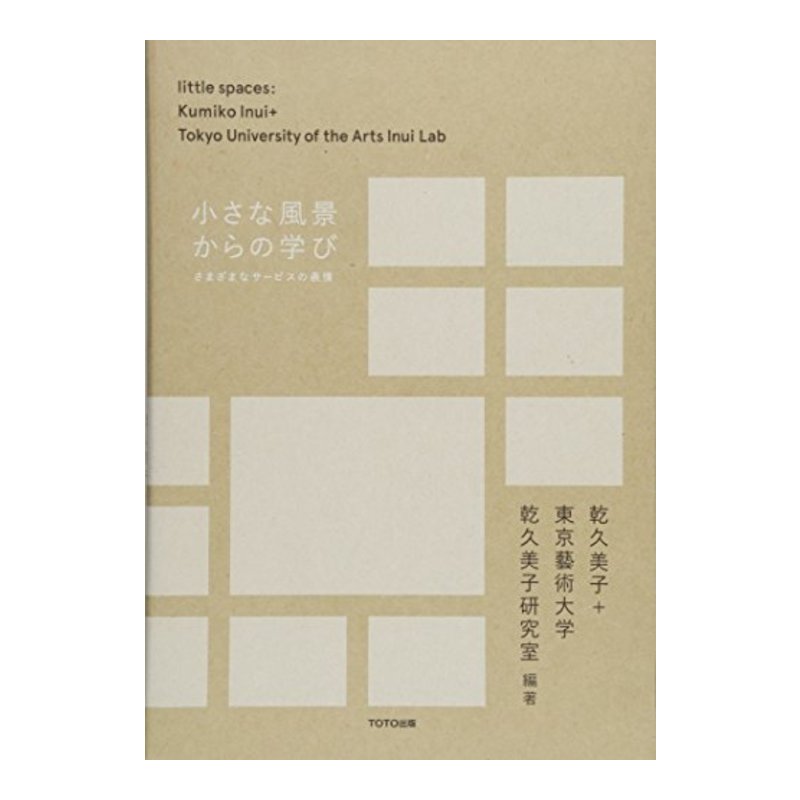 little spaces:
Kumiko Inui+
Tokyo University of the Arts Inui Lab
小さな風景
からの学び
さまざまなサービスの表情
乾久美子+
東京藝術大学
乾久美子研究室 編著
TOTO出版